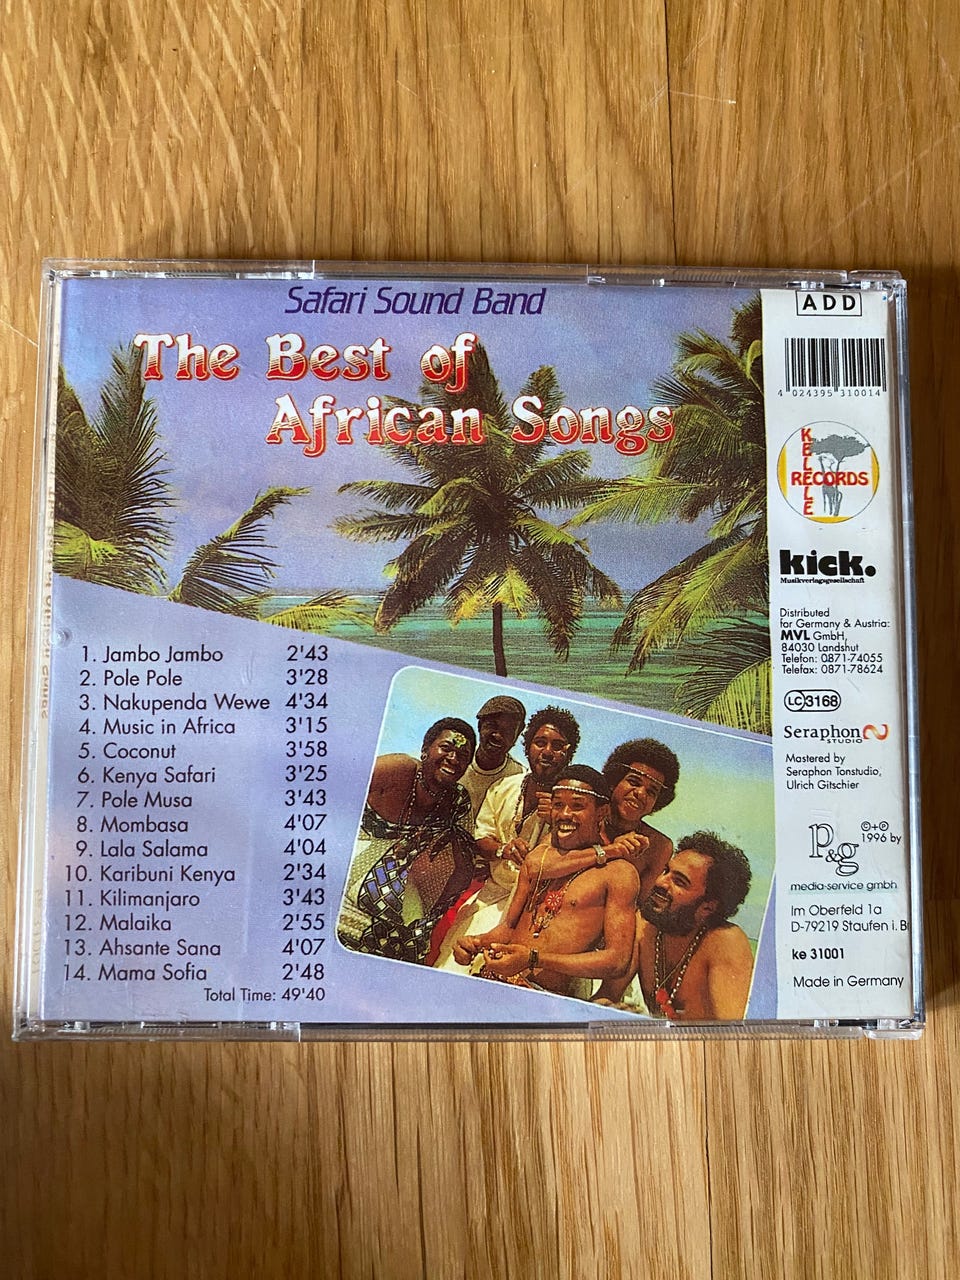 Safari Sound Band
The Best of
African Songs
1. Jambo Jambo 2'43
2. Pole Pole 3'28
3. Nakupenda Wewe 4'34
4. Music in Africa 3'15
5. Coconut 3'58
6. Kenya Safari 3'25
7. Pole Musa 3'43
8. Mombasa 4'07
9. Lala Salama 4'04
10. Karibuni Kenya 2'34
11. Kilimanjaro 3'43
12. Malaika 2'55
13. Ahsante Sana 4'07
14. Mama Sofia 2'48
Total Time: 49'40
ADD
4 024395 310014
KELELE
RECORDS
kick.
Musikverlagsgesellschaft
Distributed
for Germany & Austria:
MVL GmbH,
84030 Landshut
Telefon: 0871-74055
Telefax: 0871-78624
LC 3168
Seraphon
STUDIO
Mastered by
Seraphon Tonstudio,
Ulrich Gitschier
P&g
©+℗
1996 by
media-service gmbh
Im Oberfeld 1a
D-79219 Staufen i. Br
ke 31001
Made in Germany